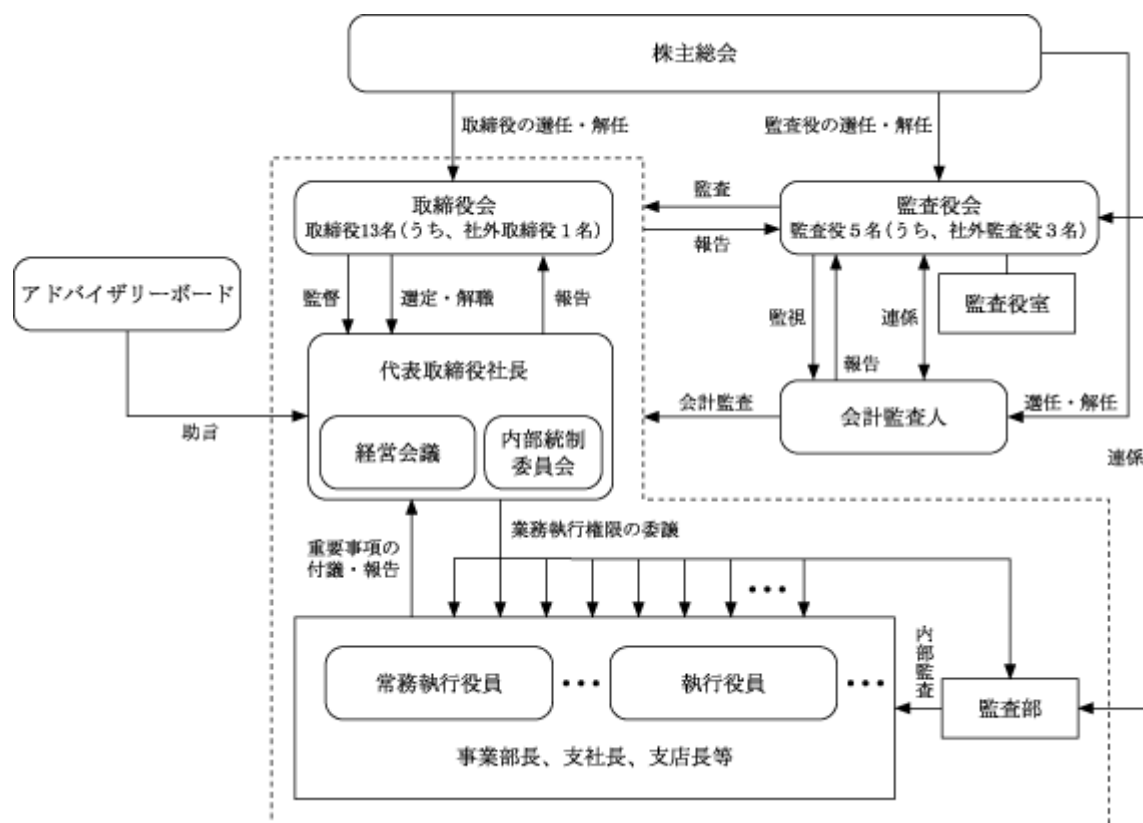 株主総会
取締役の選任・解任
監査役の選任・解任
取締役会
取締役13名(うち、社外取締役1名)
監査
報告
監査役会
監査役5名(うち、社外監査役3名)
アドバイザリーボード
監督
選定・解職
報告
監視
連係
監査役室
報告
代表取締役社長
経営会議
内部統制
委員会
助言
会計監査
会計監査人
選任・解任
連係
業務執行権限の委譲
重要事項の
付議・報告
•••
常務執行役員
•••
執行役員
•••
内部監査
監査部
事業部長、支社長、支店長等